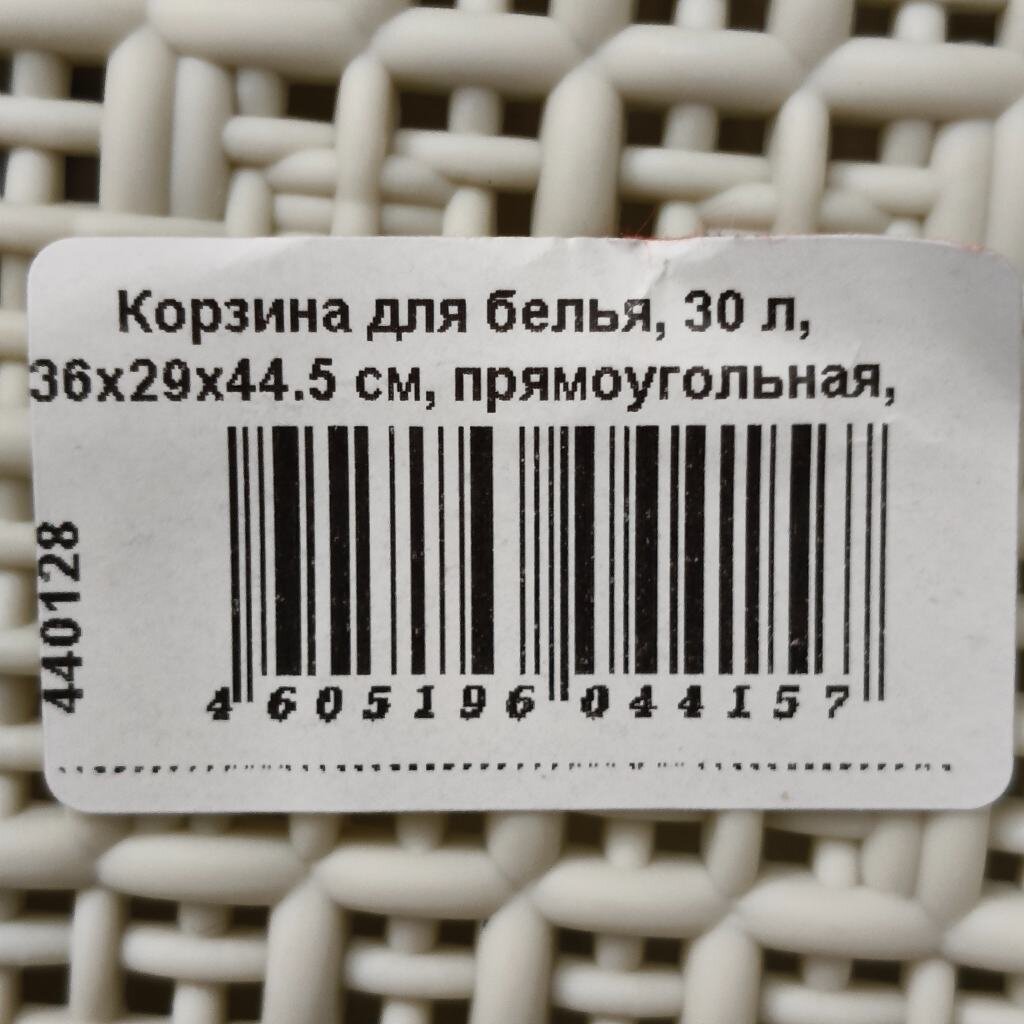 Корзина для белья, 30 л,
36x29x44.5 см, прямоугольная,
440128
4 605196 044157